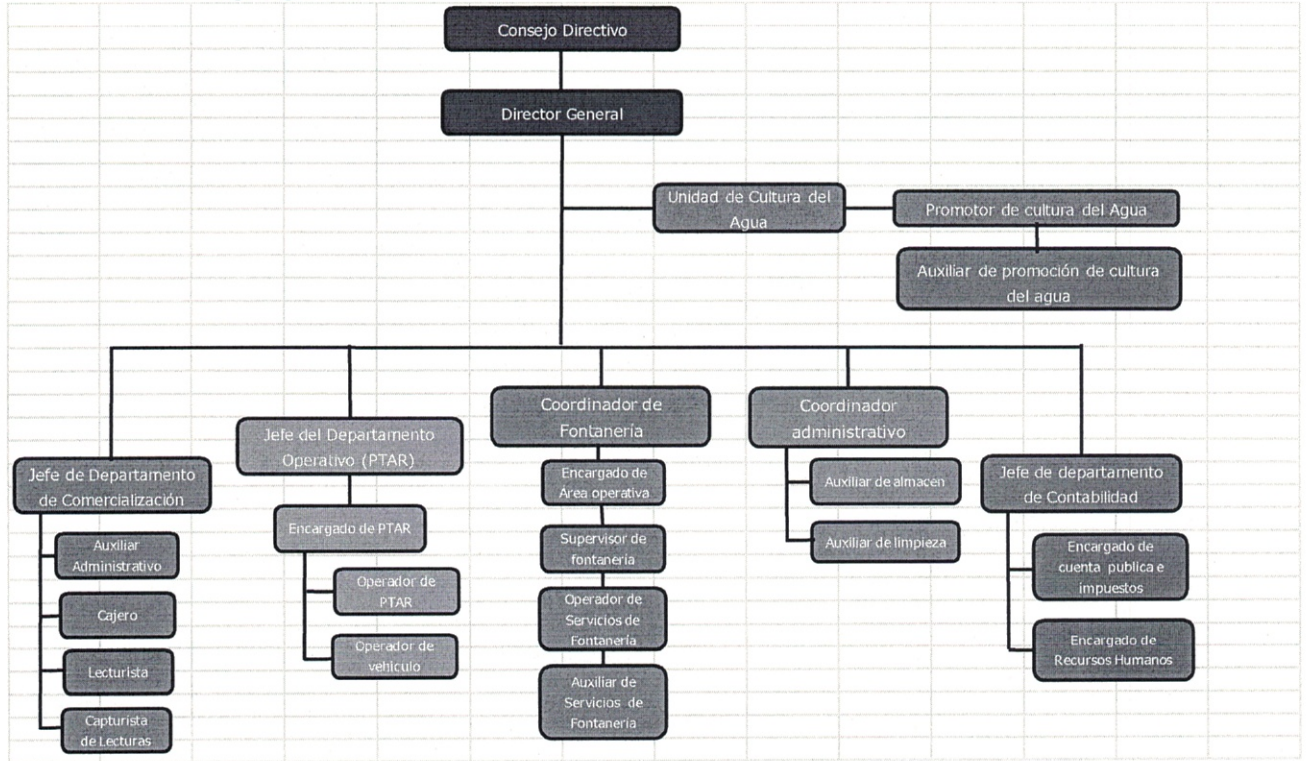 Consejo Directivo
Director General
Unidad de Cultura del
Agua
Promotor de cultura del Agua
Auxiliar de promoción de cultura
del agua
Jefe de Departamento
de Comercialización
Auxiliar
Administrativo
Cajero
Lecturista
Capturista
de Lecturas
Jefe del Departamento
Operativo (PTAR)
Encargado de PTAR
Operador de
PTAR
Operador de
vehiculo
Coordinador de
Fontanería
Encargado de
Área operativa
Supervisor de
fontanería
Operador de
Servicios de
Fontanería
Auxiliar de
Servicios de
Fontanería
Coordinador
administrativo
Auxiliar de almacen
Auxiliar de limpieza
Jefe de departamento
de Contabilidad
Encargado de
cuenta publica e
impuestos
Encargado de
Recursos Humanos